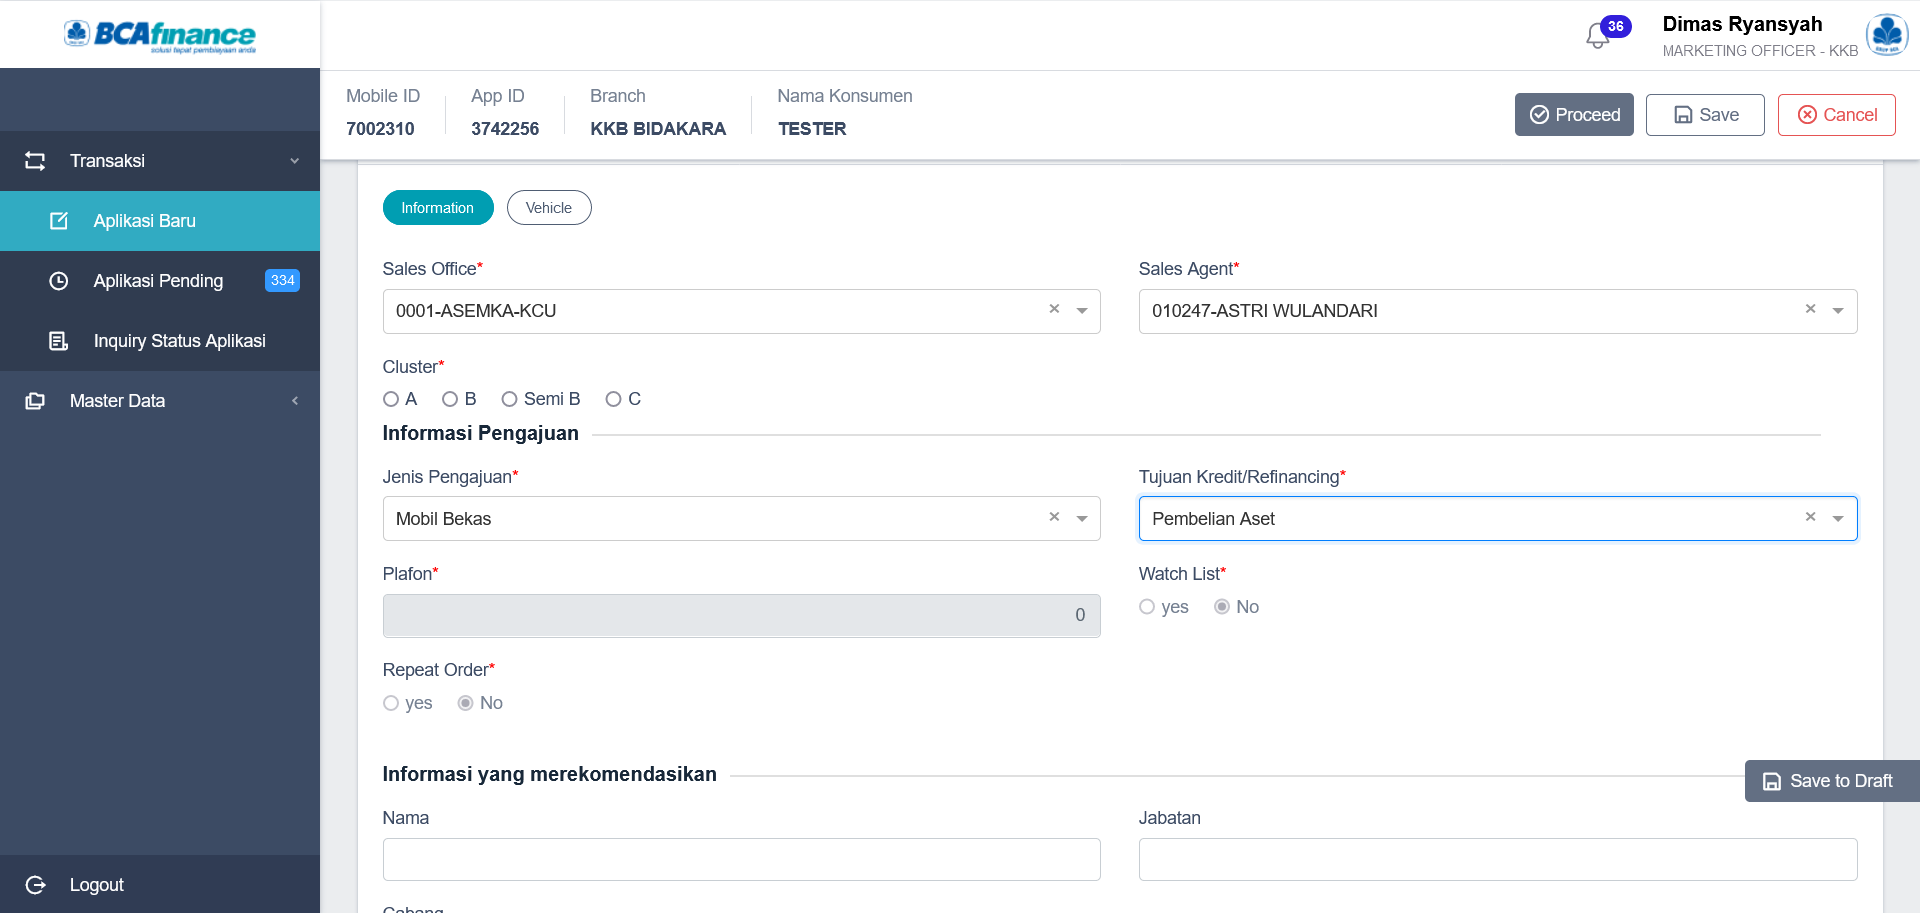 BCAfinance
solusi tepat pembiayaan anda
36
Dimas Ryansyah
MARKETING OFFICER - KKB
Mobile ID
7002310
App ID
3742256
Branch
KKB BIDAKARA
Nama Konsumen
TESTER
Proceed
Save
Cancel
Transaksi
Aplikasi Baru
Aplikasi Pending
334
Inquiry Status Aplikasi
Master Data
Logout
Information
Vehicle
Sales Office*
0001-ASEMKA-KCU
Sales Agent*
010247-ASTRI WULANDARI
Cluster*
A
B
Semi B
C
Informasi Pengajuan
Jenis Pengajuan*
Mobil Bekas
Tujuan Kredit/Refinancing*
Pembelian Aset
Plafon*
0
Watch List*
yes
No
Repeat Order*
yes
No
Informasi yang merekomendasikan
Save to Draft
Nama
Jabatan
Cabang